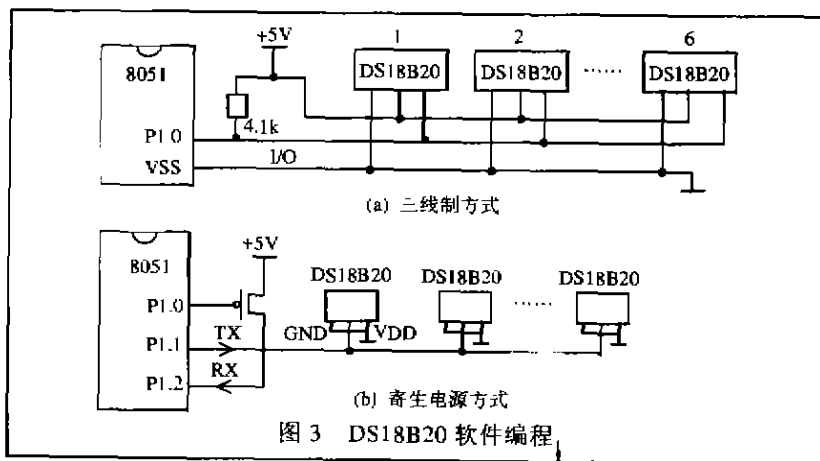 +5V
1
2
6
8051
DS18B20
DS18B20
……
DS18B20
4.1k
P1.0
I/O
VSS
(a) 三线制方式
+5V
8051
DS18B20
DS18B20
DS18B20
……
P1.0
TX
GND
VDD
P1.1
RX
P1.2
(b) 寄生电源方式
图 3 DS18B20 软件编程